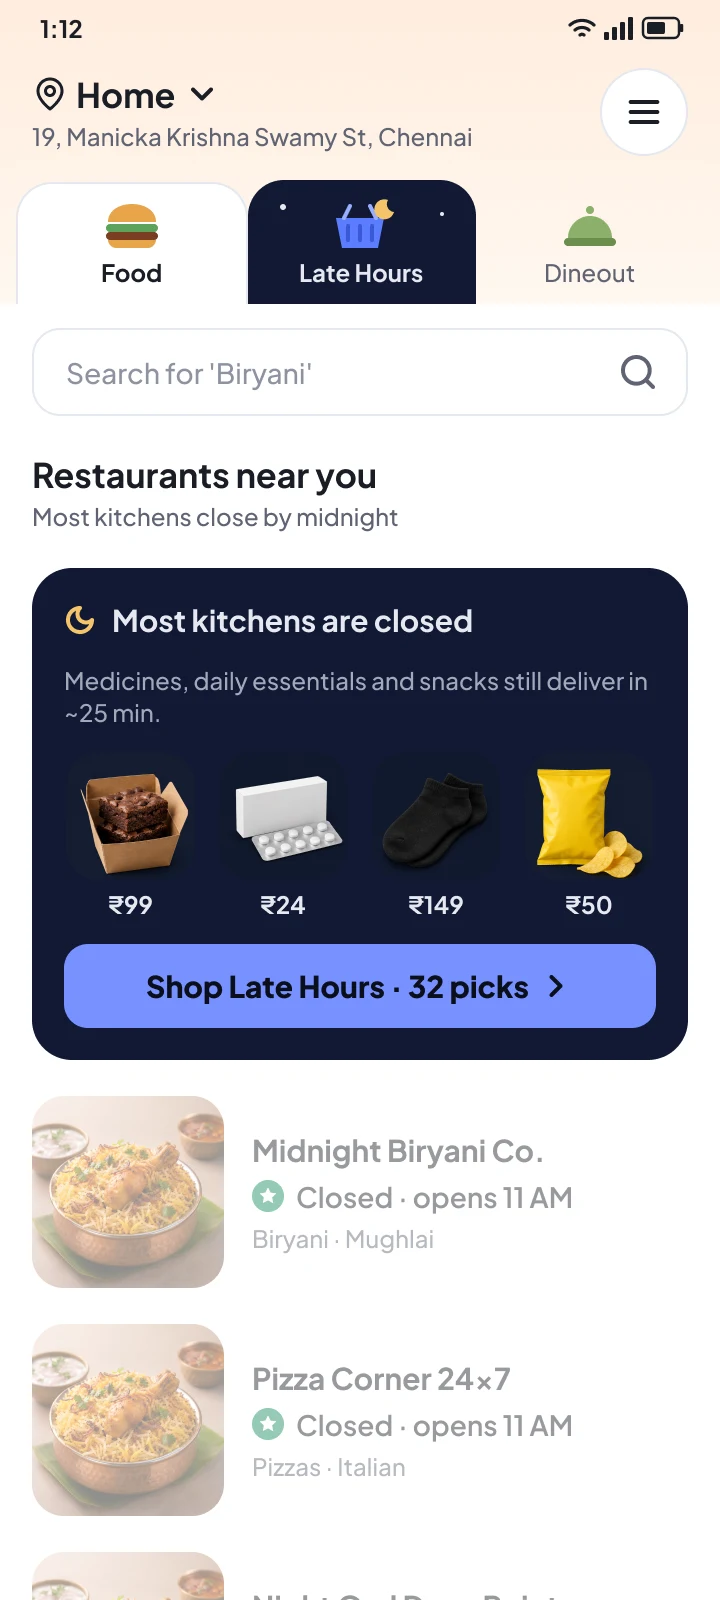 1:12
Home
19, Manicka Krishna Swamy St, Chennai
Food
Late Hours
Dineout
Search for 'Biryani'
Restaurants near you
Most kitchens close by midnight
Most kitchens are closed
Medicines, daily essentials and snacks still deliver in
~25 min.
₹99
₹24
₹149
₹50
Shop Late Hours · 32 picks
Midnight Biryani Co.
Closed · opens 11 AM
Biryani · Mughlai
Pizza Corner 24×7
Closed · opens 11 AM
Pizzas · Italian